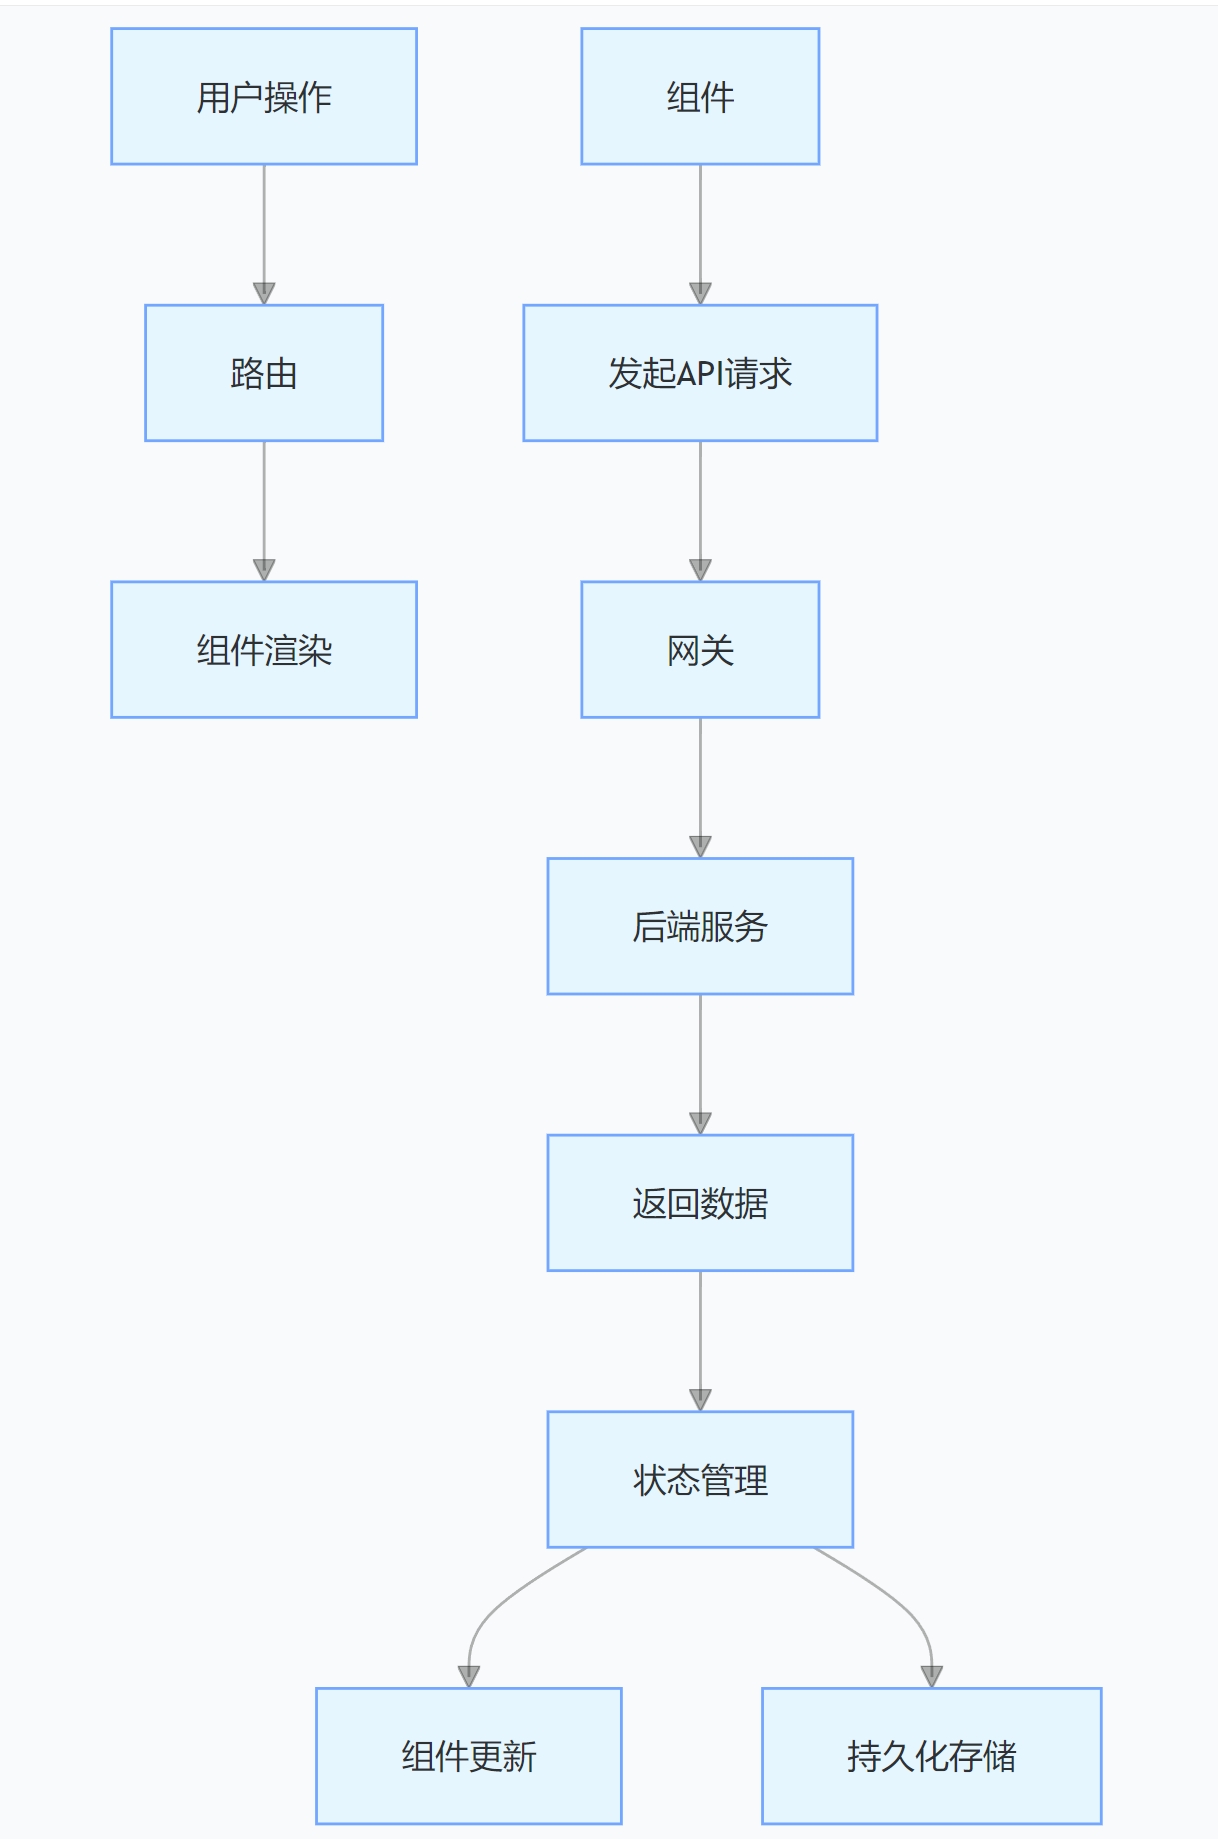 用户操作
组件
路由
发起API请求
组件渲染
网关
后端服务
返回数据
状态管理
组件更新
持久化存储